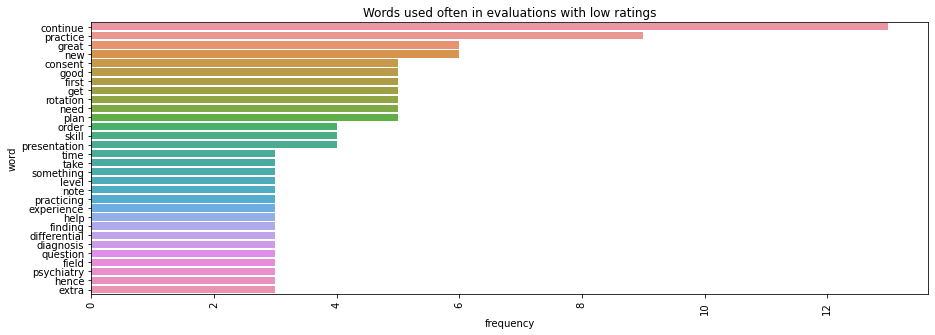 Words used often in evaluations with low ratings
word
continue
practice
great
new
consent
good
first
get
rotation
need
plan
order
skill
presentation
time
take
something
level
note
practicing
experience
help
finding
differential
diagnosis
question
field
psychiatry
hence
extra
0 2 4 6 8 10 12
frequency